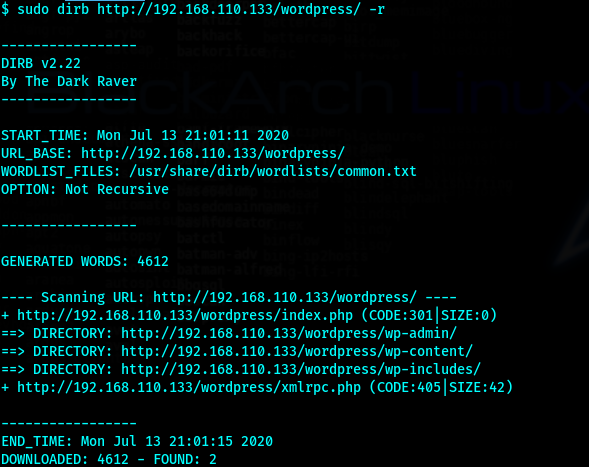 $ sudo dirb http://192.168.110.133/wordpress/ -r
-----------------
DIRB v2.22
By The Dark Raver
-----------------
START_TIME: Mon Jul 13 21:01:11 2020
URL_BASE: http://192.168.110.133/wordpress/
WORDLIST_FILES: /usr/share/dirb/wordlists/common.txt
OPTION: Not Recursive
-----------------
GENERATED WORDS: 4612
---- Scanning URL: http://192.168.110.133/wordpress/ ----
+ http://192.168.110.133/wordpress/index.php (CODE:301|SIZE:0)
==> DIRECTORY: http://192.168.110.133/wordpress/wp-admin/
==> DIRECTORY: http://192.168.110.133/wordpress/wp-content/
==> DIRECTORY: http://192.168.110.133/wordpress/wp-includes/
+ http://192.168.110.133/wordpress/xmlrpc.php (CODE:405|SIZE:42)
-----------------
END_TIME: Mon Jul 13 21:01:15 2020
DOWNLOADED: 4612 - FOUND: 2